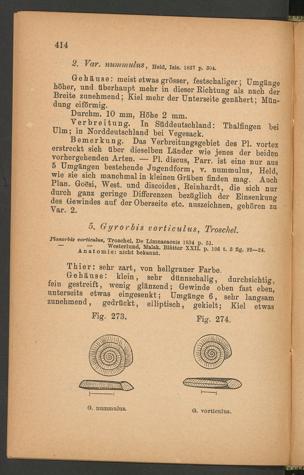 414
2. Var. nummulus, Held, Isis. 1837 p. 304.
Gehäuse: meist etwas grösser, festschaliger; Umgänge
höher, und überhaupt mehr in dieser Richtung als nach der
Breite zunehmend; Kiel mehr der Unterseite genähert; Mün-
dung eiförmig.
Durchm. 10 mm, Höhe 2 mm.
Verbreitung. In Süddeutschland: Thalfingen bei
Ulm; in Norddeutschland bei Vegesack.
Bemerkung. Das Verbreitungsgebiet des Pl. vortex
erstreckt sich über dieselben Länder wie jenes der beiden
vorhergehenden Arten. — Pl. discus, Parr. ist eine nur aus
5 Umgängen bestehende Jugendform, v. nummulus, Held,
wie sie sich manchmal in kleinen Gräben finden mag. Auch
Plan. Goësi, West. und discoides, Reinhardt, die sich nur
durch ganz geringe Differenzen bezüglich der Einsenkung
des Gewindes auf der Oberseite etc. auszeichnen, gehören zu
Var. 2.
5. Gyrorbis vorticulus, Troschel.
Planorbis vorticulus, Troschel, De Limnaeaceis 1834 p. 51.
— — Westerlund, Malak. Blätter XXII. p. 106 t. 3 fig. 22—24.
Anatomie: nicht bekannt.
Thier: sehr zart, von hellgrauer Farbe.
Gehäuse: klein, sehr dünnschalig, durchsichtig,
fein gestreift, wenig glänzend; Gewinde oben fast eben,
unterseits etwas eingesenkt; Umgänge 6, sehr langsam
zunehmend, gedrückt, elliptisch, gekielt; Kiel etwas
Fig. 273.
Fig. 274.
G. nummulus.
G. vorticulus.